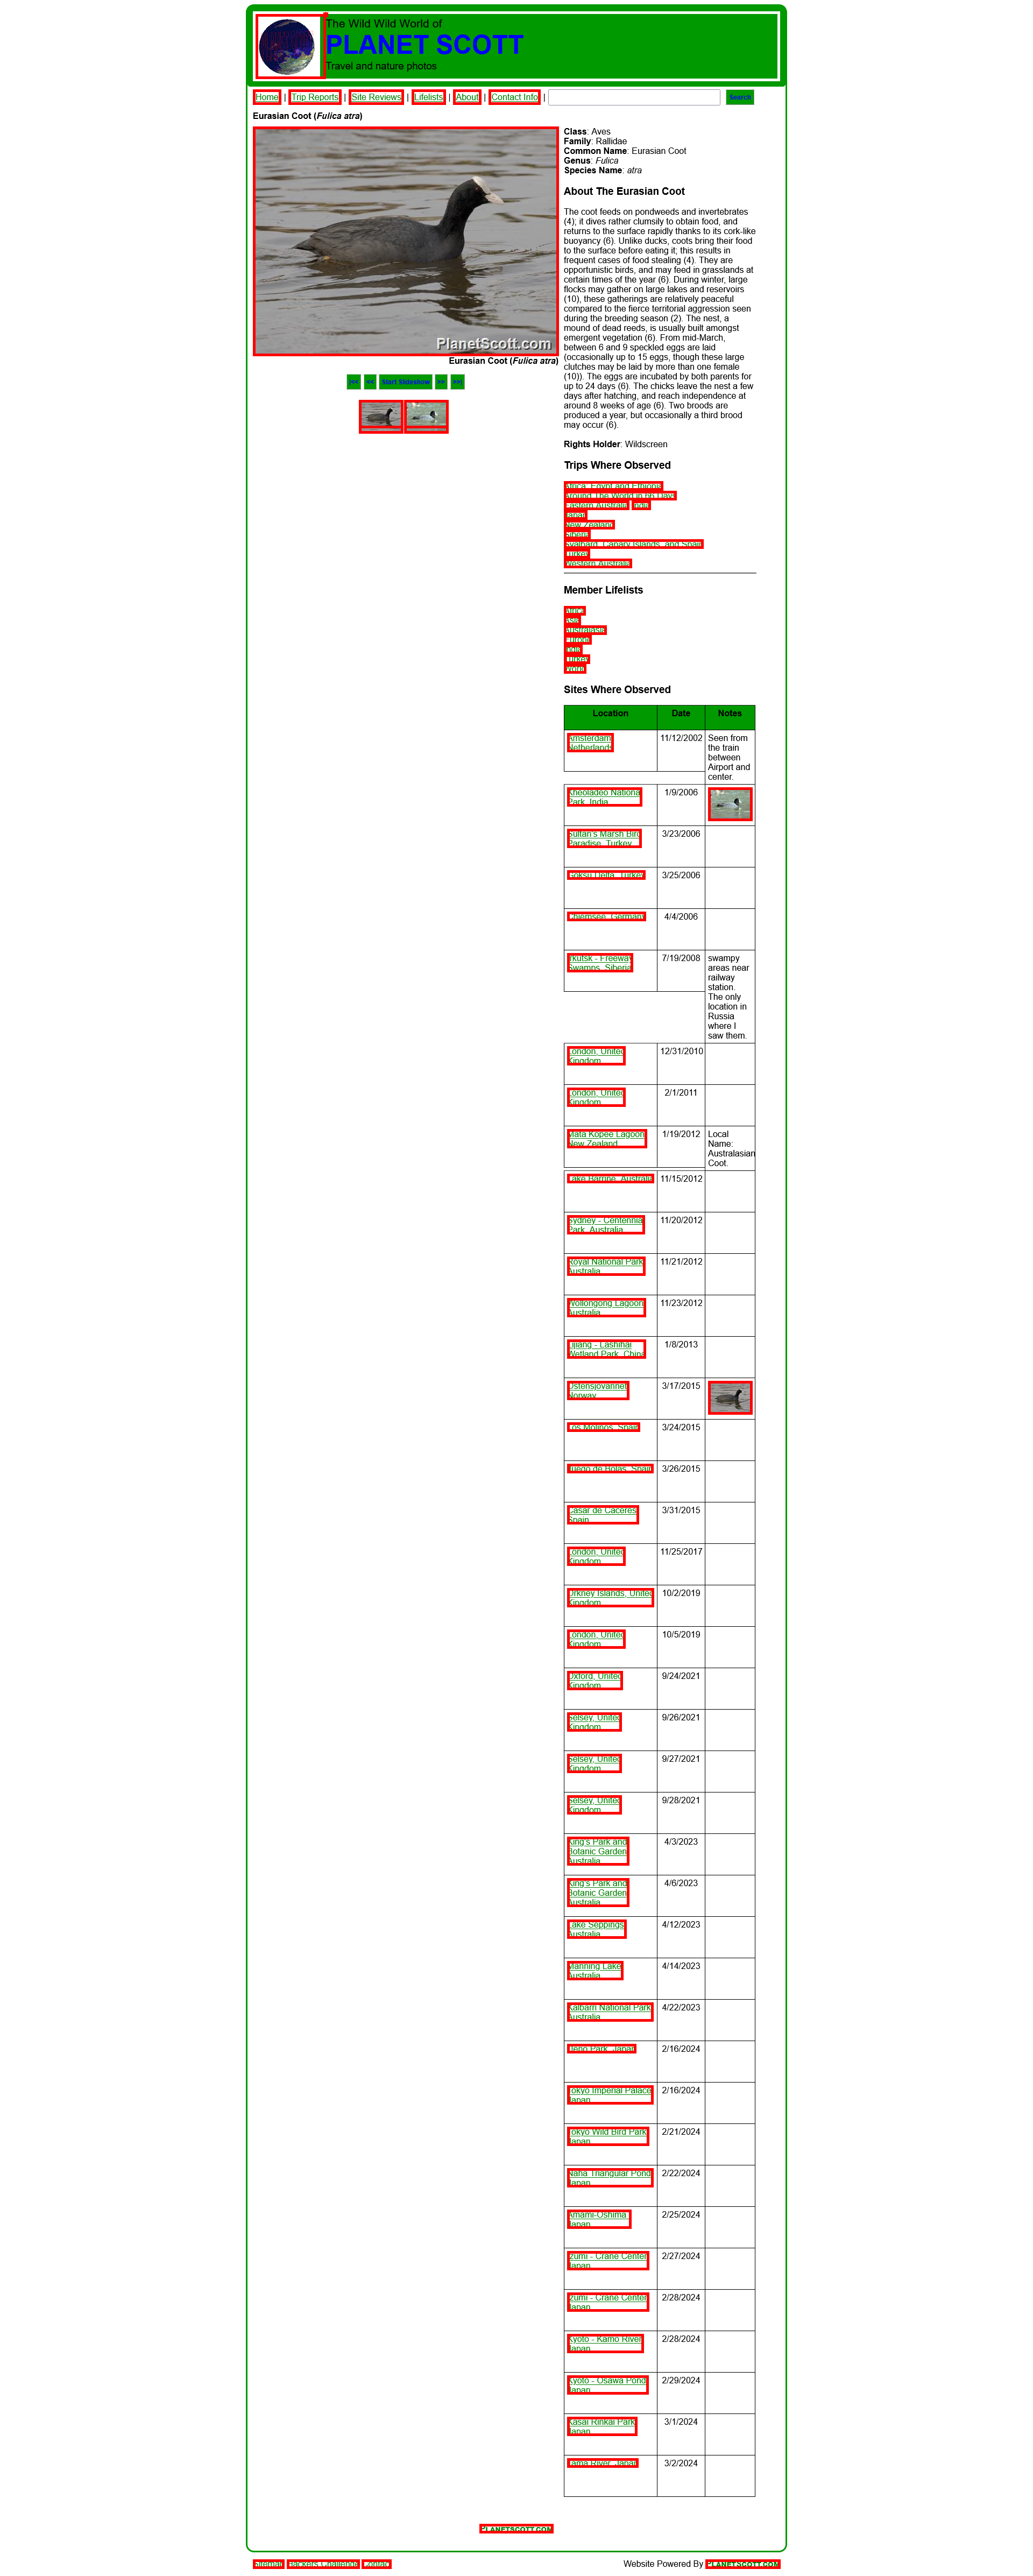 The Wild Wild World of
PLANET SCOTT
Travel and nature photos
Home | Trip Reports | Site Reviews | Lifelists | About | Contact Info | Search
Eurasian Coot (Fulica atra)
PlanetScott.com
Eurasian Coot (Fulica atra)
|<< << Start Slideshow >> >>|
Class: Aves
Family: Rallidae
Common Name: Eurasian Coot
Genus: Fulica
Species Name: atra
About The Eurasian Coot
The coot feeds on pondweeds and invertebrates
(4); it dives rather clumsily to obtain food, and
returns to the surface rapidly thanks to its cork-like
buoyancy (6). Unlike ducks, coots bring their food
to the surface before eating it; this results in
frequent cases of food stealing (4). They are
opportunistic birds, and may feed in grasslands at
certain times of the year (6). During winter, large
flocks may gather on large lakes and reservoirs
(10), these gatherings are relatively peaceful
compared to the fierce territorial aggression seen
during the breeding season (2). The nest, a
mound of dead reeds, is usually built amongst
emergent vegetation (6). From mid-March,
between 6 and 9 speckled eggs are laid
(occasionally up to 15 eggs, though these large
clutches may be laid by more than one female
(10)). The eggs are incubated by both parents for
up to 24 days (6). The chicks leave the nest a few
days after hatching, and reach independence at
around 8 weeks of age (6). Two broods are
produced a year, but occasionally a third brood
may occur (6).
Rights Holder: Wildscreen
Trips Where Observed
Africa, Egypt and Ethiopia
Around The World in 66 Days
Eastern Australia India
Japan
New Zealand
Siberia
Svalbard, Canary Islands, and Spain
Turkey
Western Australia
Member Lifelists
Africa
Asia
Australasia
Europe
India
Turkey
World
Sites Where Observed
Location Date Notes
Amsterdam, 11/12/2002 Seen from
Netherlands the train
between
Airport and
center.
Kheoladeo National 1/9/2006
Park, India
Sultan's Marsh Bird 3/23/2006
Paradise, Turkey
Goksu Delta, Turkey 3/25/2006
Chiemsee, Germany 4/4/2006
Irkutsk - Freeway 7/19/2008 swampy
Swamps, Siberia areas near
railway
station.
The only
location in
Russia
where I
saw them.
London, United 12/31/2010
Kingdom
London, United 2/1/2011
Kingdom
Mata Kopee Lagoon, 1/19/2012 Local
New Zealand Name:
Australasian
Coot.
Lake Barrine, Australia 11/15/2012
Sydney - Centennial 11/20/2012
Park, Australia
Royal National Park, 11/21/2012
Australia
Wollongong Lagoon, 11/23/2012
Australia
Lijiang - Lashihai 1/8/2013
Wetland Park, China
Ostensjovannet, 3/17/2015
Norway
Los Molinos, Spain 3/24/2015
Juego de Bolas, Spain 3/26/2015
Casar de Caceres, 3/31/2015
Spain
London, United 11/25/2017
Kingdom
Orkney Islands, United 10/2/2019
Kingdom
London, United 10/5/2019
Kingdom
Oxford, United 9/24/2021
Kingdom
Selsey, United 9/26/2021
Kingdom
Selsey, United 9/27/2021
Kingdom
Selsey, United 9/28/2021
Kingdom
King's Park and 4/3/2023
Botanic Garden,
Australia
King's Park and 4/6/2023
Botanic Garden,
Australia
Lake Seppings, 4/12/2023
Australia
Manning Lake, 4/14/2023
Australia
Kalbarri National Park, 4/22/2023
Australia
Ueno Park, Japan 2/16/2024
Tokyo Imperial Palace, 2/16/2024
Japan
Tokyo Wild Bird Park, 2/21/2024
Japan
Naha Triangular Pond, 2/22/2024
Japan
Amami-Oshima, 2/25/2024
Japan
Izumi - Crane Center, 2/27/2024
Japan
Izumi - Crane Center, 2/28/2024
Japan
Kyoto - Kamo River, 2/28/2024
Japan
Kyoto - Osawa Pond, 2/29/2024
Japan
Kasai Rinkai Park, 3/1/2024
Japan
Tama River, Japan 3/2/2024
PLANETSCOTT.COM
Sitemap Hackers Challenge Contact
Website Powered By PLANETSCOTT.COM